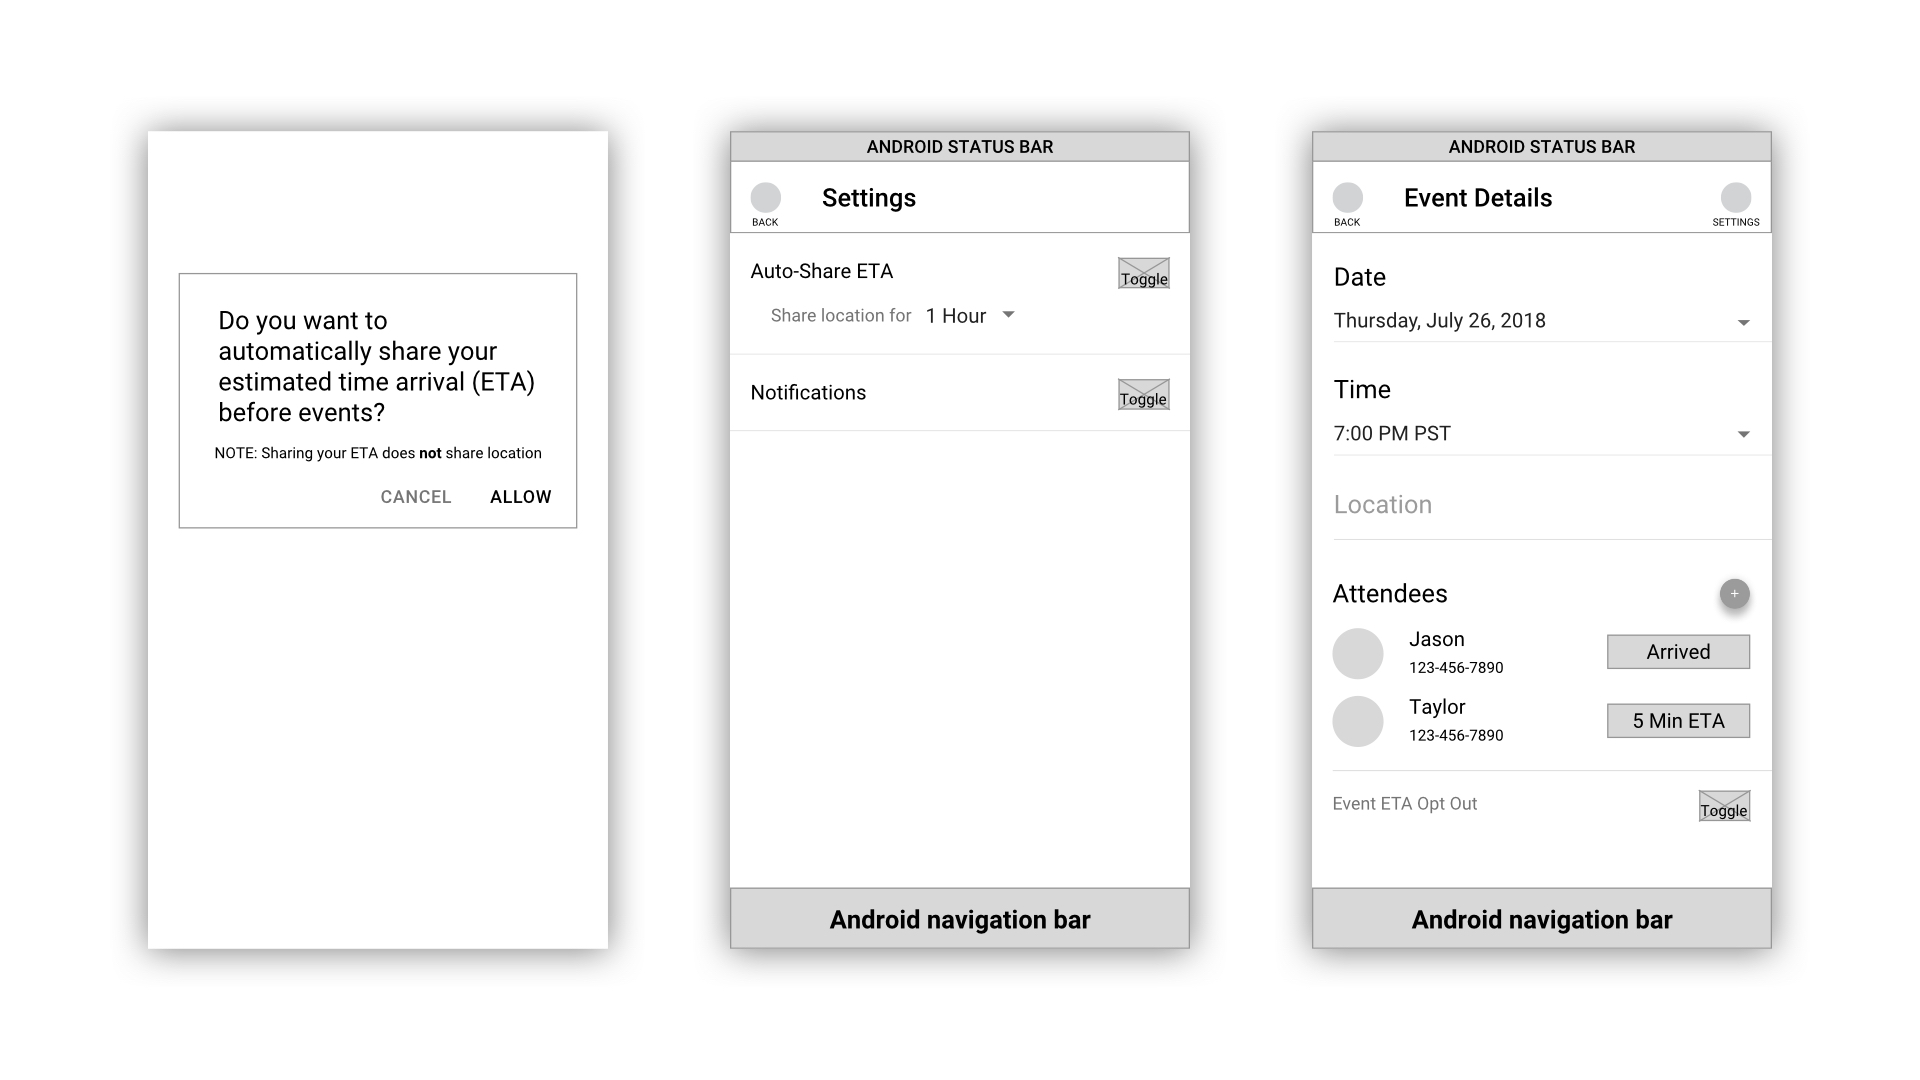 Do you want to
automatically share your
estimated time arrival (ETA)
before events?
NOTE: Sharing your ETA does not share location
CANCEL ALLOW
ANDROID STATUS BAR
BACK
Settings
Auto-Share ETA
Toggle
Share location for 1 Hour
Notifications
Toggle
Android navigation bar
ANDROID STATUS BAR
BACK
Event Details
SETTINGS
Date
Thursday, July 26, 2018
Time
7:00 PM PST
Location
Attendees
+
Jason
123-456-7890
Arrived
Taylor
123-456-7890
5 Min ETA
Event ETA Opt Out
Toggle
Android navigation bar